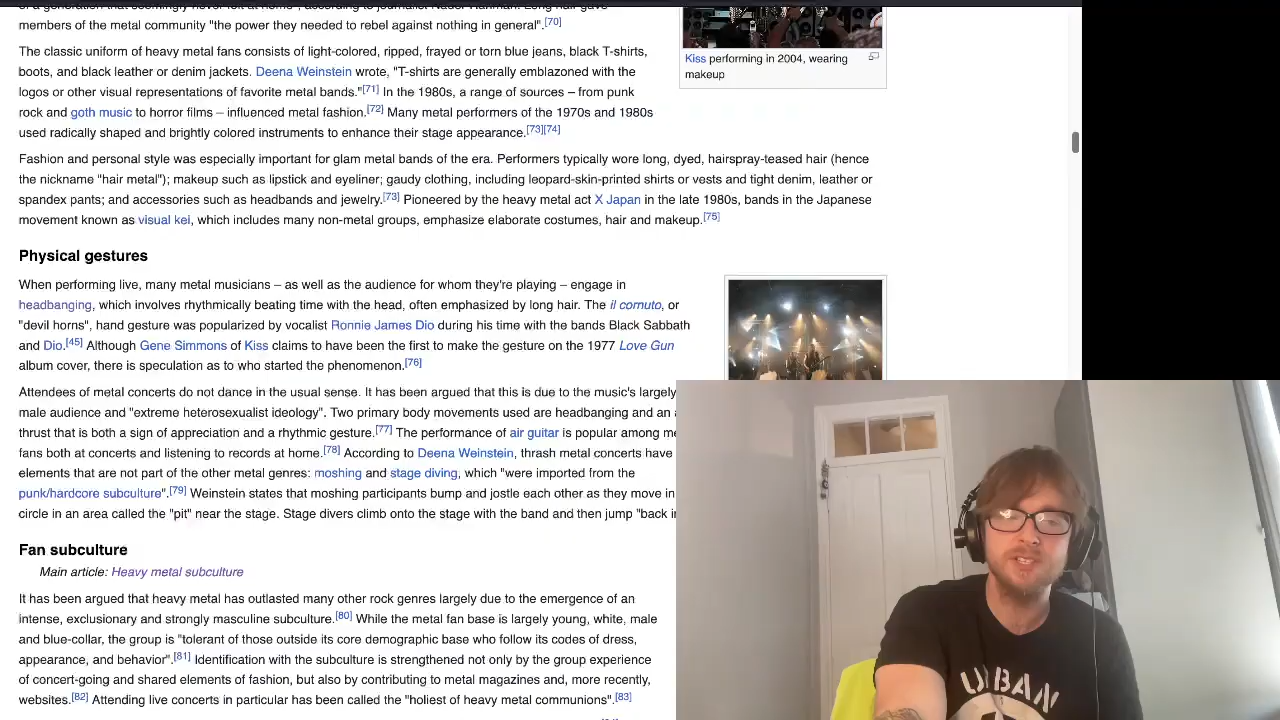 members of the metal community "the power they needed to rebel against nothing in general".[70]
The classic uniform of heavy metal fans consists of light-colored, ripped, frayed or torn blue jeans, black T-shirts,
boots, and black leather or denim jackets. Deena Weinstein wrote, "T-shirts are generally emblazoned with the
logos or other visual representations of favorite metal bands."[71] In the 1980s, a range of sources – from punk
rock and goth music to horror films – influenced metal fashion.[72] Many metal performers of the 1970s and 1980s
used radically shaped and brightly colored instruments to enhance their stage appearance.[73][74]
Kiss performing in 2004, wearing
makeup
Fashion and personal style was especially important for glam metal bands of the era. Performers typically wore long, dyed, hairspray-teased hair (hence
the nickname "hair metal"); makeup such as lipstick and eyeliner; gaudy clothing, including leopard-skin-printed shirts or vests and tight denim, leather or
spandex pants; and accessories such as headbands and jewelry.[73] Pioneered by the heavy metal act X Japan in the late 1980s, bands in the Japanese
movement known as visual kei, which includes many non-metal groups, emphasize elaborate costumes, hair and makeup.[75]
Physical gestures
When performing live, many metal musicians – as well as the audience for whom they're playing – engage in
headbanging, which involves rhythmically beating time with the head, often emphasized by long hair. The il cornuto, or
"devil horns", hand gesture was popularized by vocalist Ronnie James Dio during his time with the bands Black Sabbath
and Dio.[45] Although Gene Simmons of Kiss claims to have been the first to make the gesture on the 1977 Love Gun
album cover, there is speculation as to who started the phenomenon.[76]
Attendees of metal concerts do not dance in the usual sense. It has been argued that this is due to the music's largely
male audience and "extreme heterosexualist ideology". Two primary body movements used are headbanging and an
thrust that is both a sign of appreciation and a rhythmic gesture.[77] The performance of air guitar is popular among
fans both at concerts and listening to records at home.[78] According to Deena Weinstein, thrash metal concerts have
elements that are not part of the other metal genres: moshing and stage diving, which "were imported from the
punk/hardcore subculture".[79] Weinstein states that moshing participants bump and jostle each other as they move in
circle in an area called the "pit" near the stage. Stage divers climb onto the stage with the band and then jump "back
Fan subculture
Main article: Heavy metal subculture
It has been argued that heavy metal has outlasted many other rock genres largely due to the emergence of an
intense, exclusionary and strongly masculine subculture.[80] While the metal fan base is largely young, white, male
and blue-collar, the group is "tolerant of those outside its core demographic base who follow its codes of dress,
appearance, and behavior".[81] Identification with the subculture is strengthened not only by the group experience
of concert-going and shared elements of fashion, but also by contributing to metal magazines and, more recently,
websites.[82] Attending live concerts in particular has been called the "holiest of heavy metal communions".[83]
URBAN